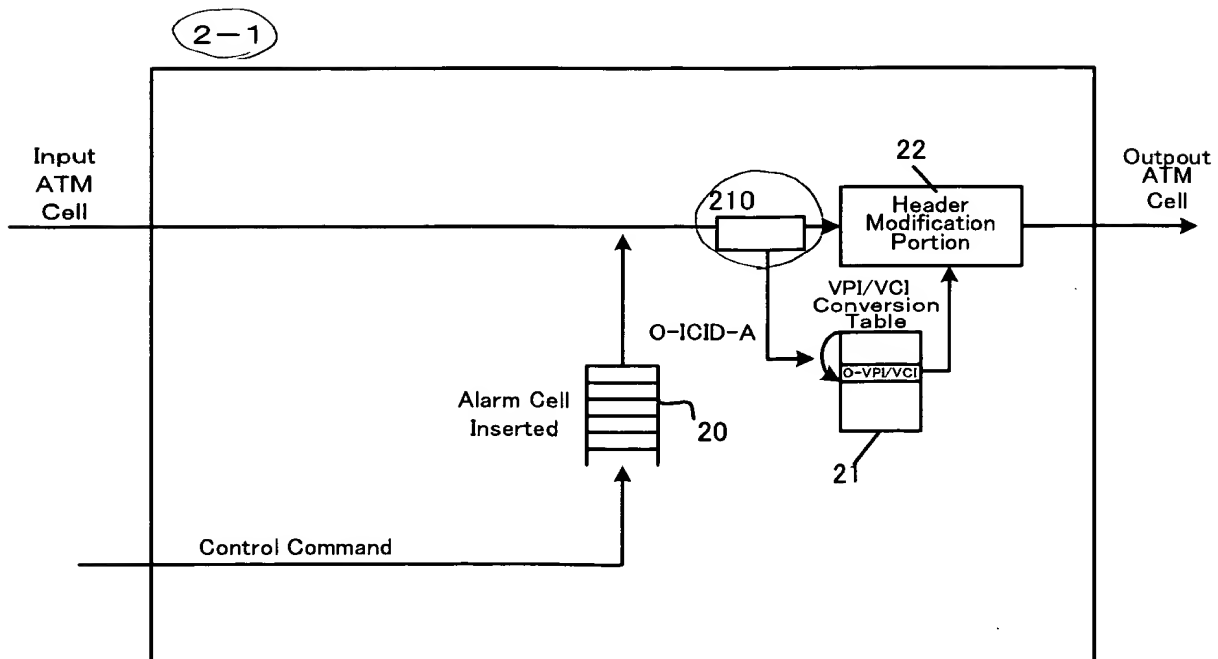 2-1
Input
ATM
Cell
210
22
Header
Modification
Portion
Outpout
ATM
Cell
VPI/VCI
Conversion
Table
O-ICID-A
O-VPI/VCI
Alarm Cell
Inserted
20
21
Control Command